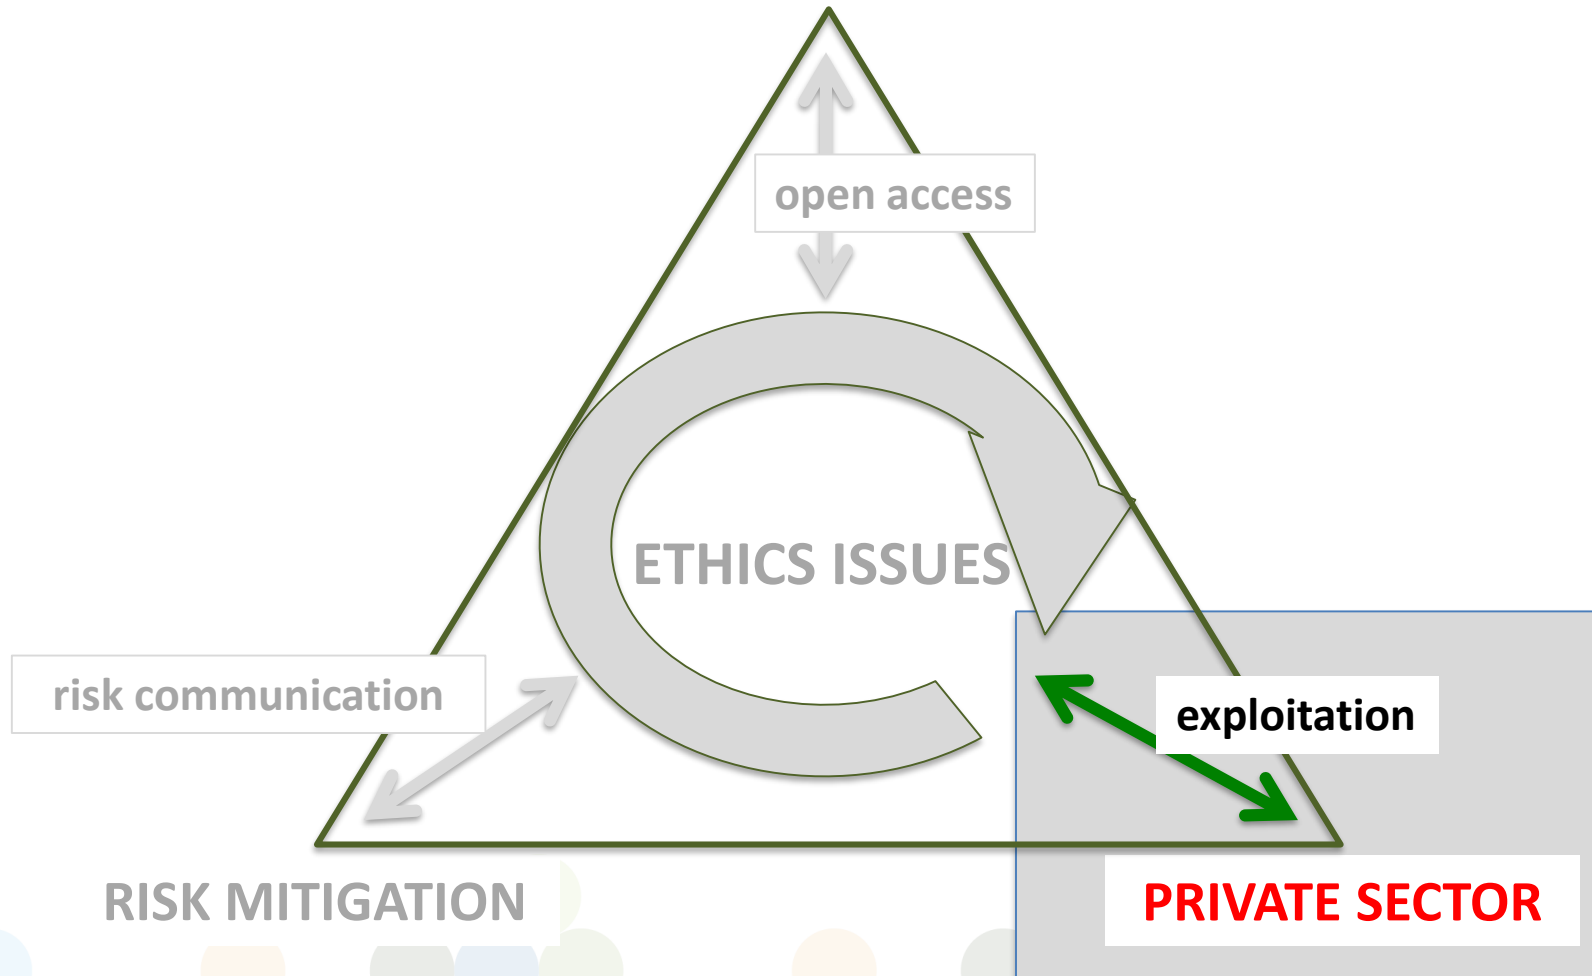 open access
ETHICS ISSUES
risk communication
exploitation
RISK MITIGATION
PRIVATE SECTOR